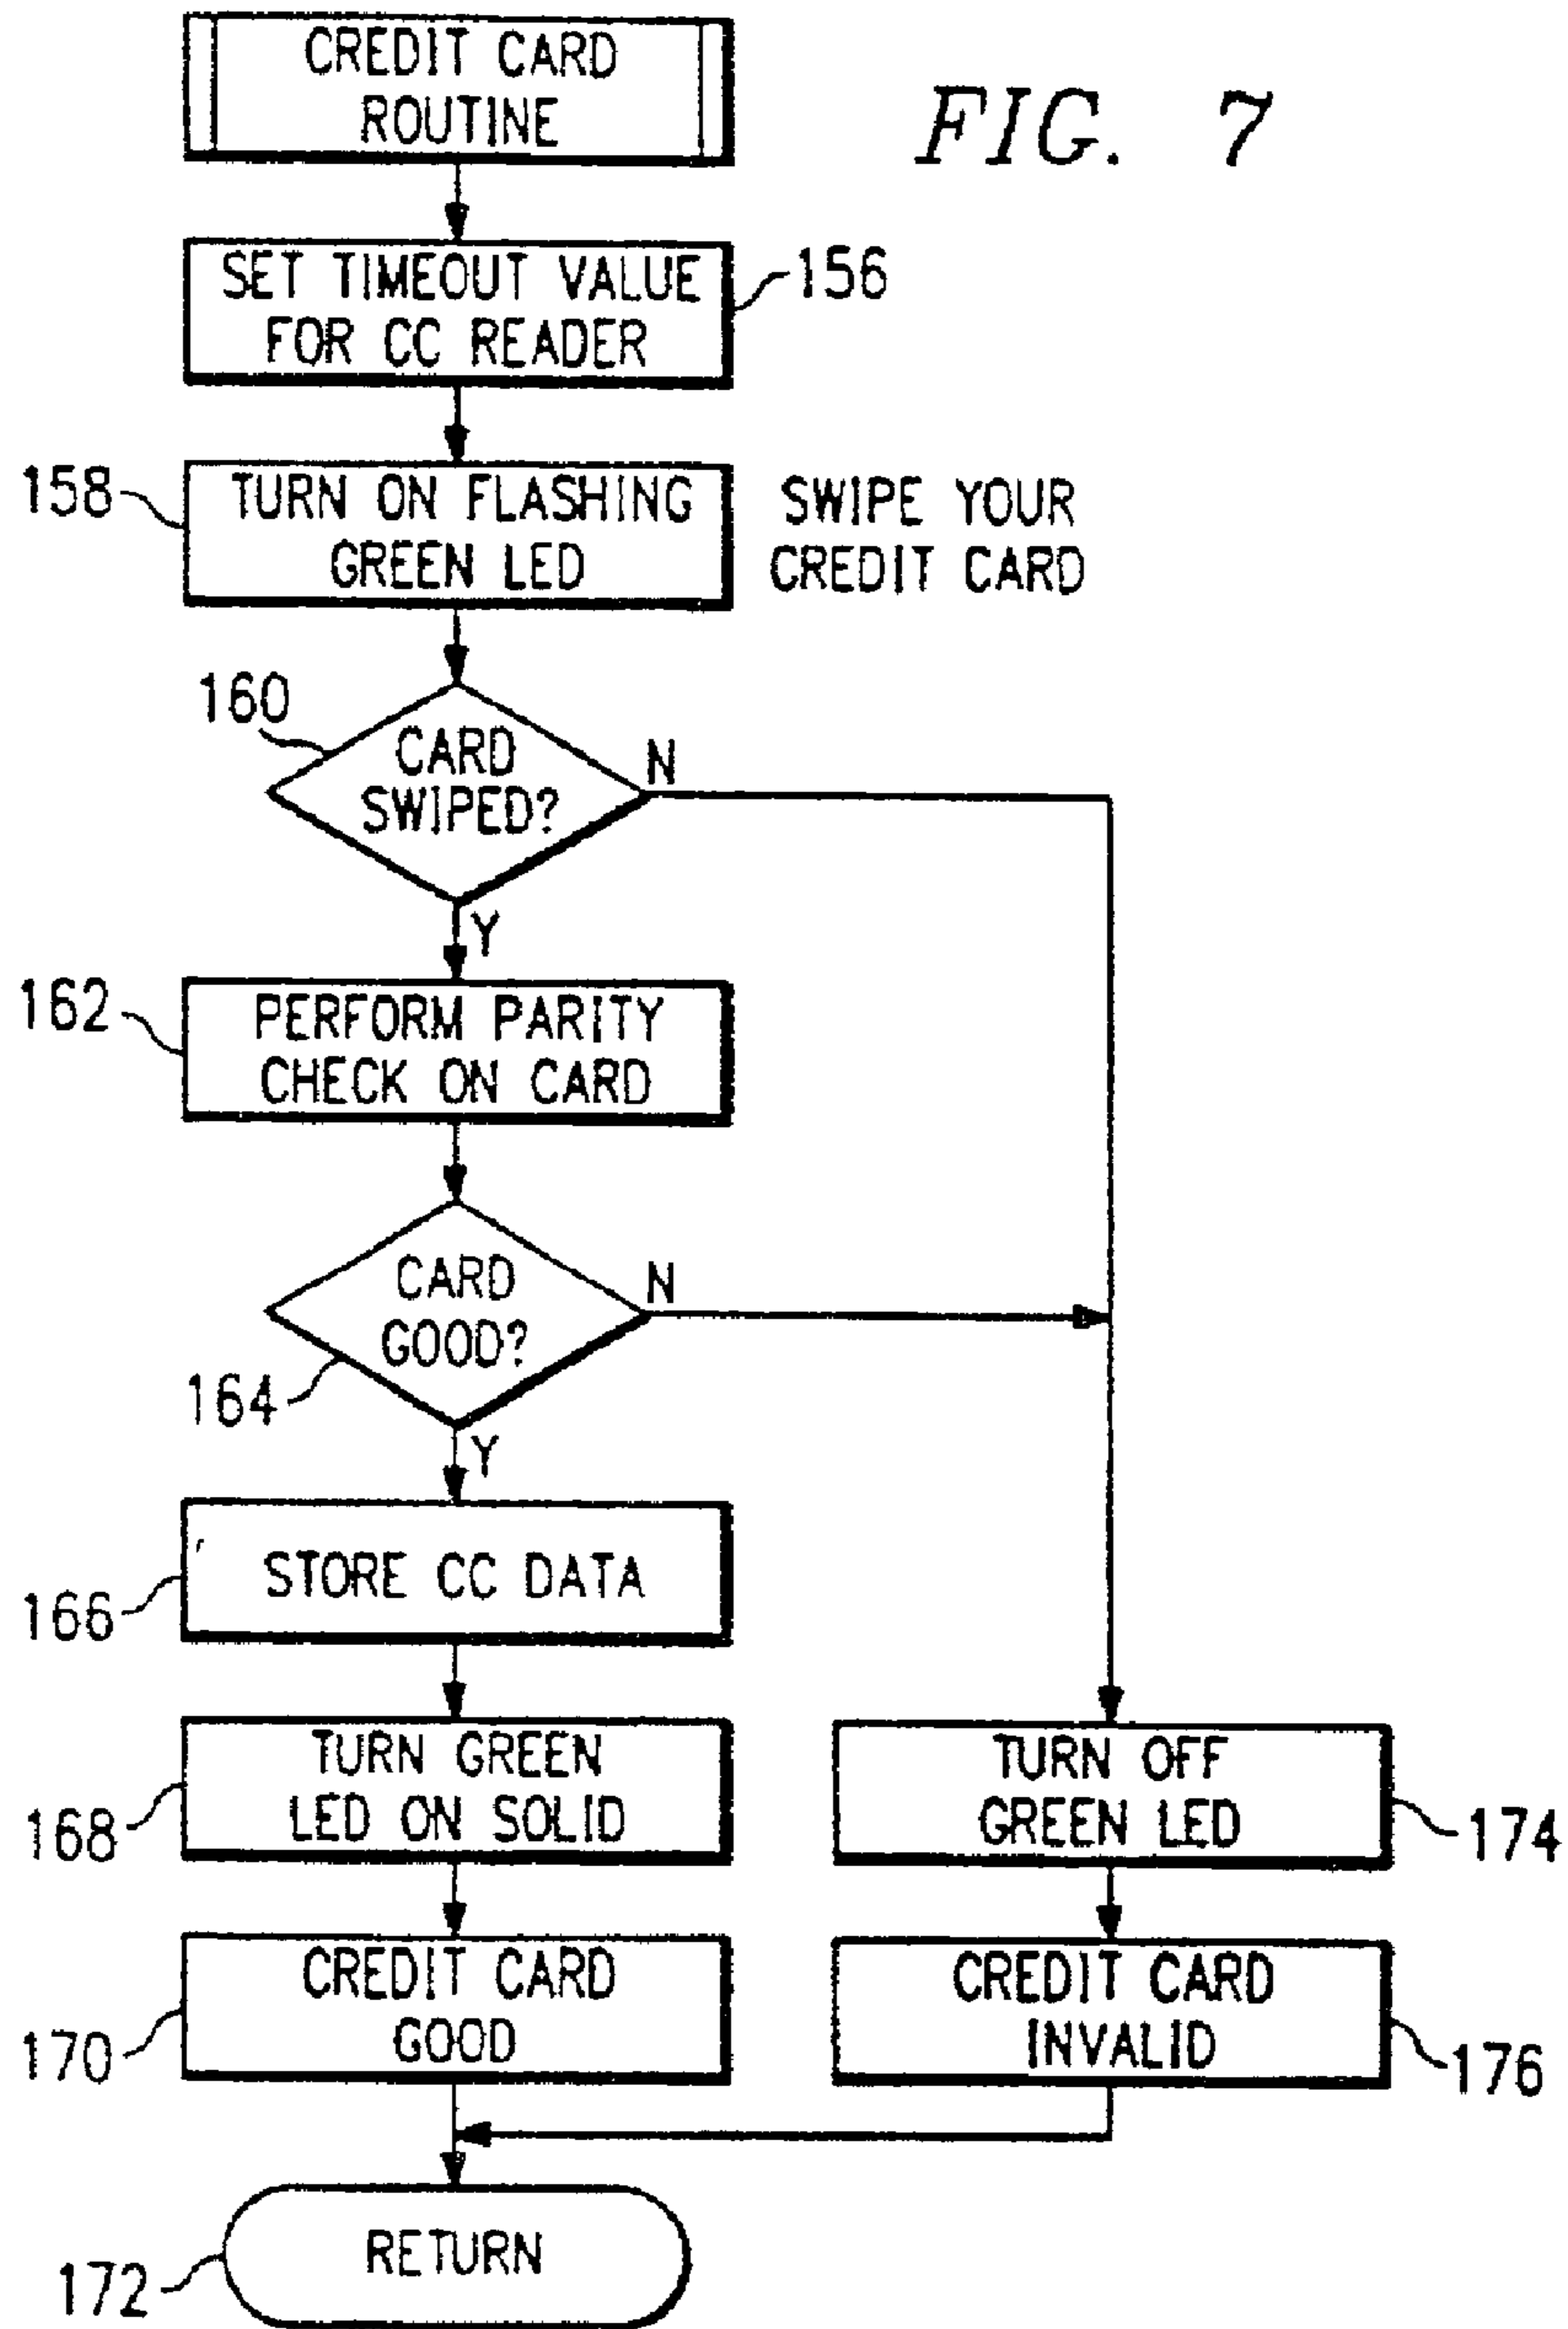 CREDIT CARD
ROUTINE
FIG. 7
SET TIMEOUT VALUE
FOR CC READER
156
158
TURN ON FLASHING
GREEN LED
SWIPE YOUR
CREDIT CARD
160
CARD
SWIPED?
N
Y
162
PERFORM PARITY
CHECK ON CARD
CARD
GOOD?
N
164
Y
STORE CC DATA
166
TURN GREEN
LED ON SOLID
168
TURN OFF
GREEN LED
174
CREDIT CARD
GOOD
170
CREDIT CARD
INVALID
176
RETURN
172